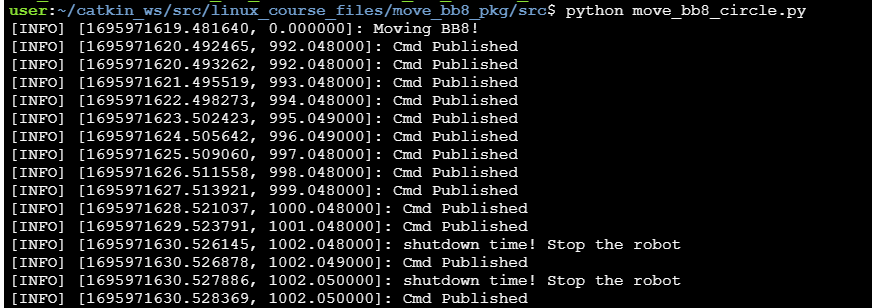 user:~/catkin_ws/src/linux_course_files/move_bb8_pkg/src$ python move_bb8_circle.py
[INFO] [1695971619.481640, 0.000000]: Moving BB8!
[INFO] [1695971620.492465, 992.048000]: Cmd Published
[INFO] [1695971620.493262, 992.048000]: Cmd Published
[INFO] [1695971621.495519, 993.048000]: Cmd Published
[INFO] [1695971622.498273, 994.048000]: Cmd Published
[INFO] [1695971623.502423, 995.049000]: Cmd Published
[INFO] [1695971624.505642, 996.049000]: Cmd Published
[INFO] [1695971625.509060, 997.048000]: Cmd Published
[INFO] [1695971626.511558, 998.048000]: Cmd Published
[INFO] [1695971627.513921, 999.048000]: Cmd Published
[INFO] [1695971628.521037, 1000.048000]: Cmd Published
[INFO] [1695971629.523791, 1001.048000]: Cmd Published
[INFO] [1695971630.526145, 1002.048000]: shutdown time! Stop the robot
[INFO] [1695971630.526878, 1002.049000]: Cmd Published
[INFO] [1695971630.527886, 1002.050000]: shutdown time! Stop the robot
[INFO] [1695971630.528369, 1002.050000]: Cmd Published